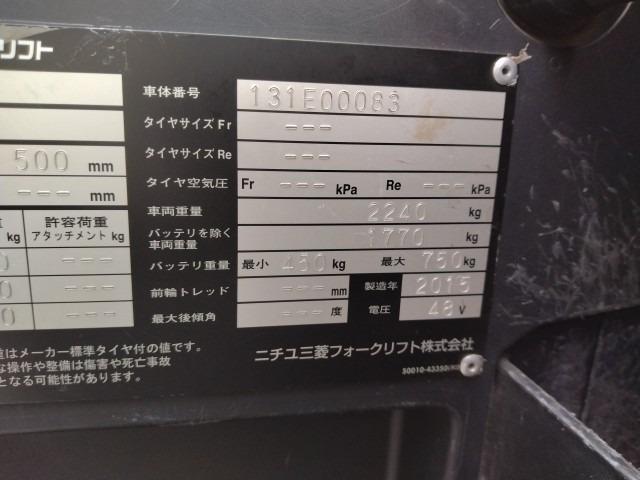 リフト
車体番号 131E00083
タイヤサイズ Fr ---
タイヤサイズ Re ---
500 mm
タイヤ空気圧 Fr --- kPa Re --- kPa
--- mm
車両重量 2240 kg
許容荷重
アタッチメント kg
kg
バッテリを除く
車両重量 1770 kg
0 ---
バッテリ重量 最小 450 kg 最大 750 kg
0 ---
前輪トレッド --- mm 製造年 2015
0 ---
最大後傾角 --- 度 電圧 48 V
重はメーカー標準タイヤ付の値です。
な操作や整備は傷害や死亡事故
となる可能性があります。
ニチユ三菱フォークリフト株式会社